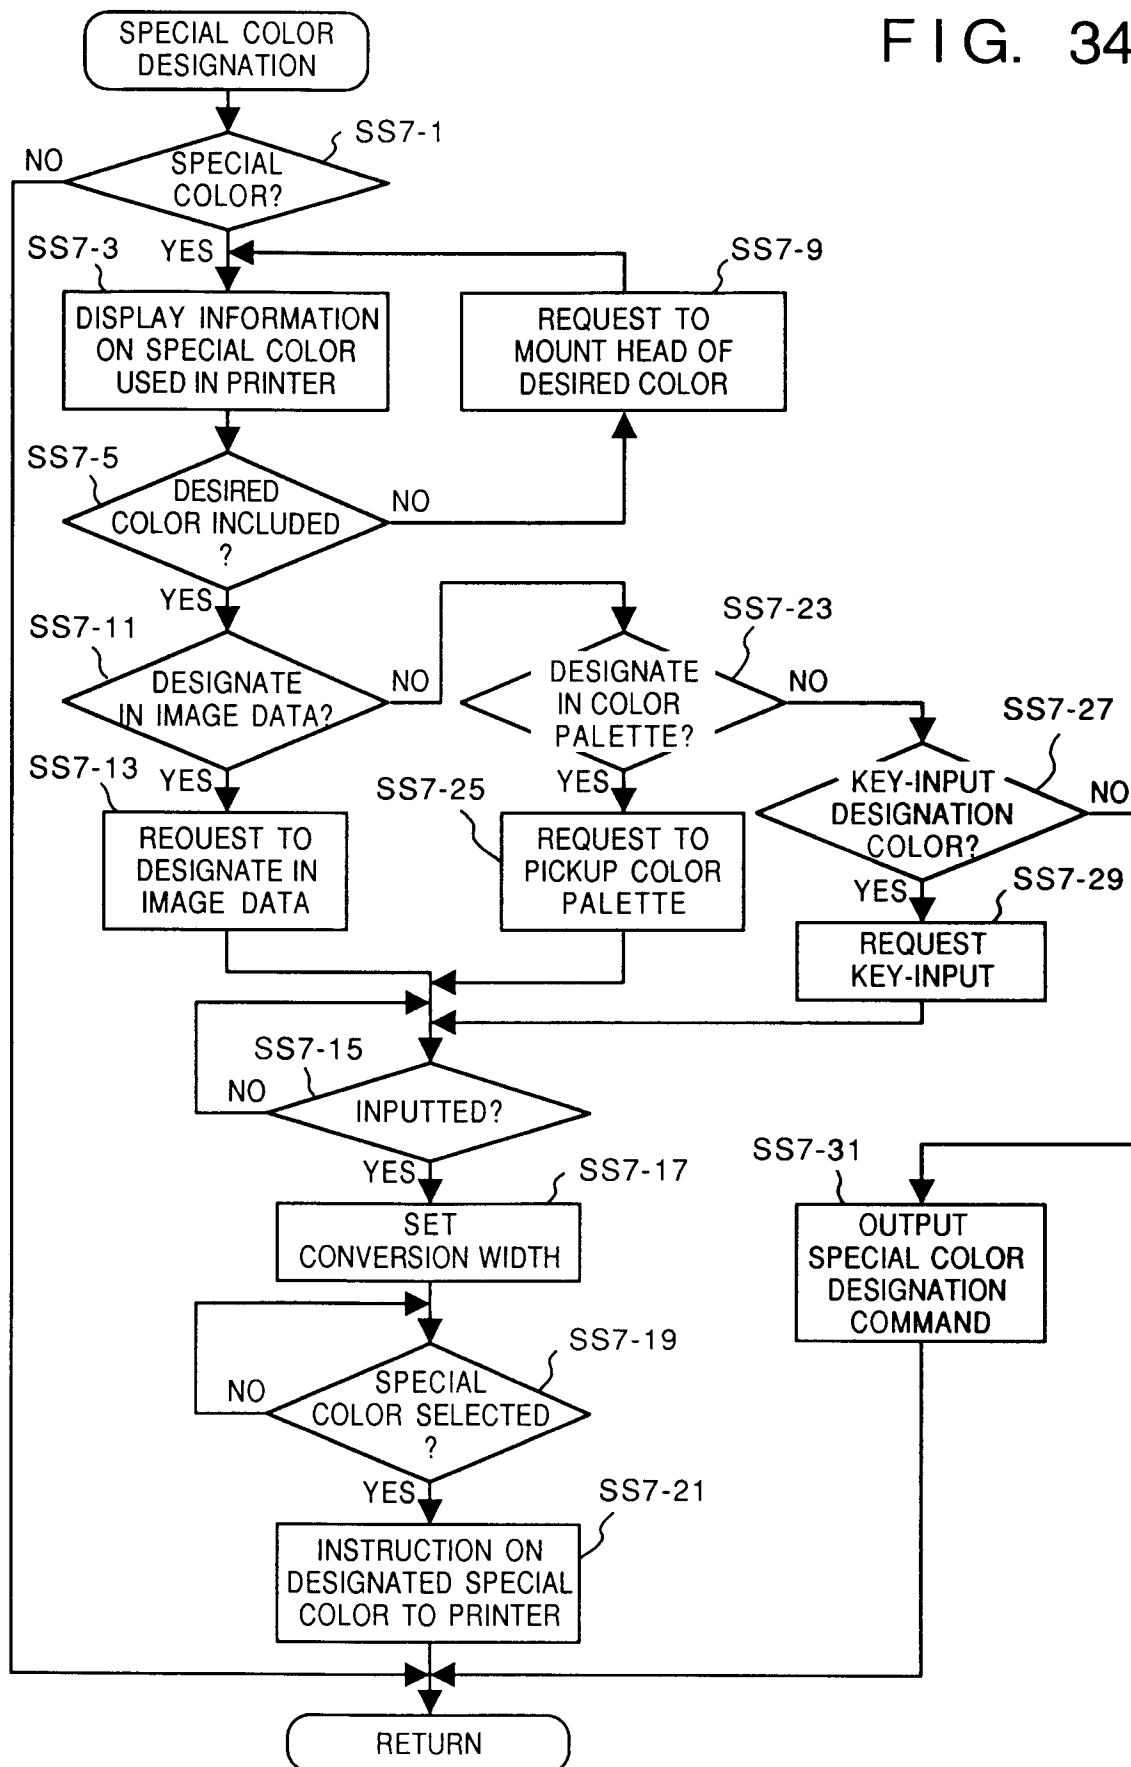 FIG. 34
SPECIAL COLOR
DESIGNATION
SS7-1
NO
SPECIAL
COLOR?
YES
SS7-3
SS7-9
DISPLAY INFORMATION
ON SPECIAL COLOR
USED IN PRINTER
REQUEST TO
MOUNT HEAD OF
DESIRED COLOR
SS7-5
DESIRED
COLOR INCLUDED
?
NO
YES
SS7-11
DESIGNATE
IN IMAGE DATA?
NO
SS7-23
DESIGNATE
IN COLOR
PALETTE?
NO
SS7-27
KEY-INPUT
DESIGNATION
COLOR?
NO
YES
SS7-13
REOUEST TO
DESIGNATE IN
IMAGE DATA
YES
SS7-25
REQUEST TO
PICKUP COLOR
PALETTE
YES
SS7-29
REQUEST
KEY-INPUT
SS7-15
NO
INPUTTED?
YES
SS7-17
SET
CONVERSION WIDTH
SS7-31
OUTPUT
SPECIAL COLOR
DESIGNATION
COMMAND
SS7-19
NO
SPECIAL
COLOR SELECTED
?
YES
SS7-21
INSTRUCTION ON
DESIGNATED SPECIAL
COLOR TO PRINTER
RETURN